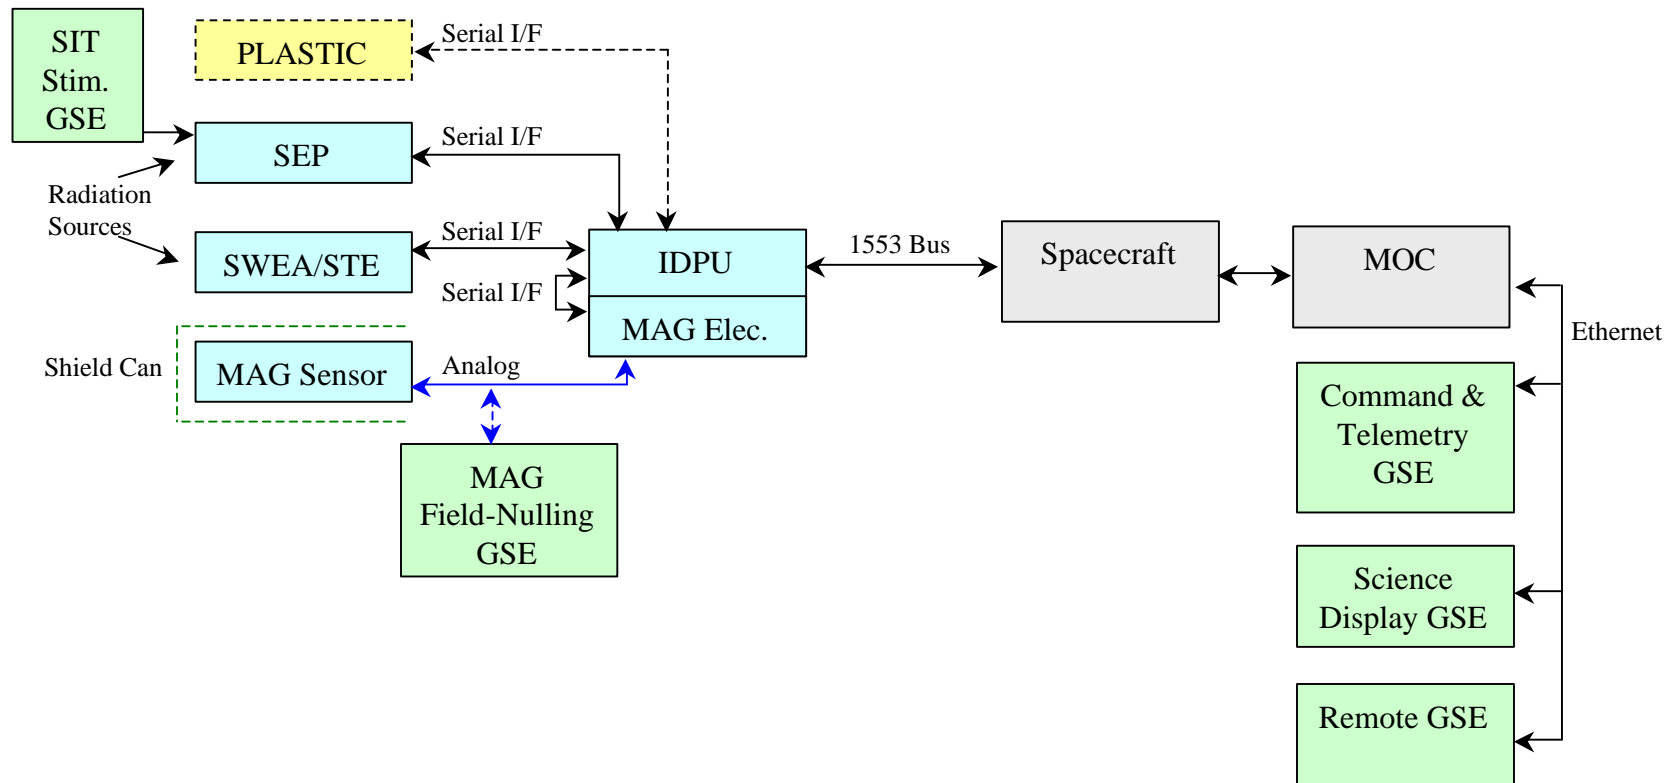 SIT
Stim.
GSE
PLASTIC
Serial I/F
SEP
Serial I/F
Radiation
Sources
SWEA/STE
Serial I/F
Serial I/F
IDPU
MAG Elec.
1553 Bus
Spacecraft
MOC
Ethernet
Shield Can
MAG Sensor
Analog
MAG
Field-Nulling
GSE
Command &
Telemetry
GSE
Science
Display GSE
Remote GSE